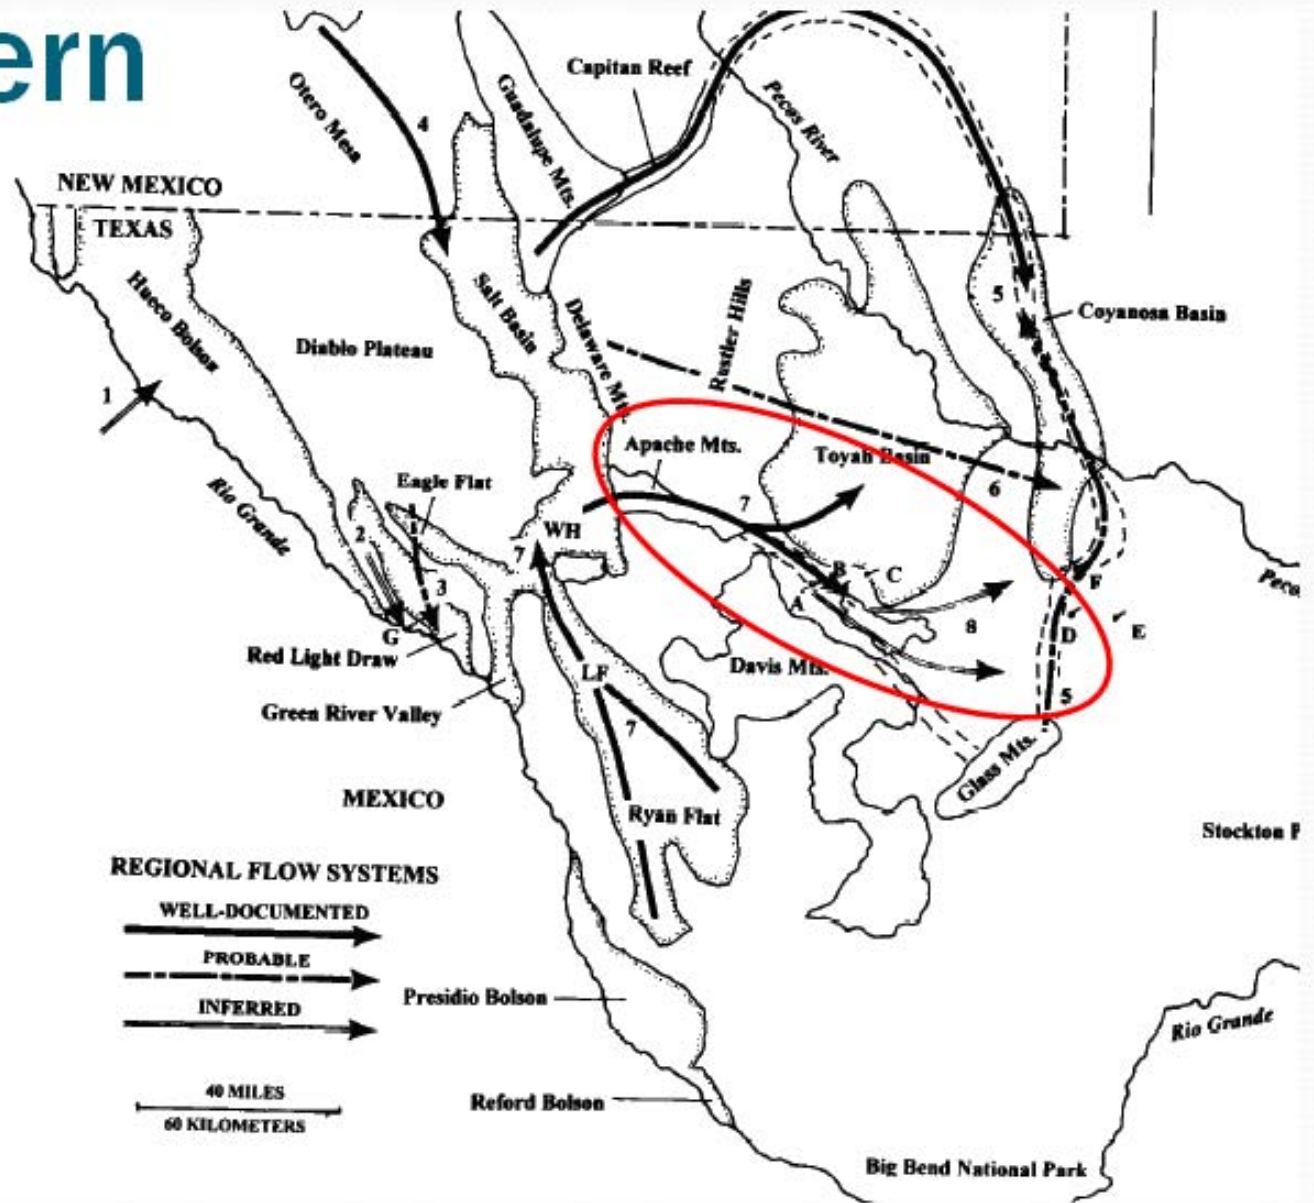 ern
Otero Mesa
4
Guadalupe Mts.
Capitan Reef
Pecos River
NEW MEXICO
TEXAS
Hueco Bolson
Salt Basin
Diablo Plateau
Delaware Mts.
Rustler Hills
5
Coyanosa Basin
1
Rio Grande
Eagle Flat
Apache Mts.
Toyah Basin
7
6
2
WH
7
3
B
C
A
F
G
8
D
E
Red Light Draw
LF
Davis Mts.
5
Green River Valley
7
Glass Mts.
MEXICO
Ryan Flat
Stockton P
REGIONAL FLOW SYSTEMS
WELL-DOCUMENTED
PROBABLE
INFERRED
Presidio Bolson
Rio Grande
40 MILES
60 KILOMETERS
Reford Bolson
Big Bend National Park
Peco